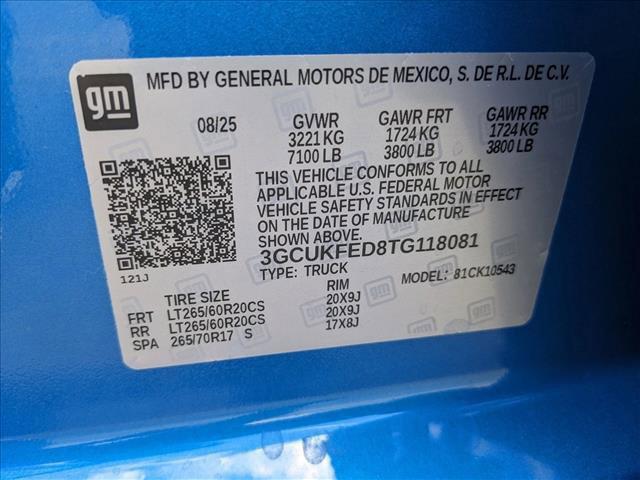 gm
MFD BY GENERAL MOTORS DE MEXICO, S. DE R.L. DE C.V.
08/25 GVWR GAWR FRT GAWR RR
3221 KG 1724 KG 1724 KG
7100 LB 3800 LB 3800 LB
THIS VEHICLE CONFORMS TO ALL
APPLICABLE U.S. FEDERAL MOTOR
VEHICLE SAFETY STANDARDS IN EFFECT
ON THE DATE OF MANUFACTURE
SHOWN ABOVE.
3GCUKFED8TG118081
121J TYPE: TRUCK MODEL: 81CK10543
TIRE SIZE RIM
FRT LT265/60R20CS 20X9J
RR LT265/60R20CS 20X9J
SPA 265/70R17 S 17X8J